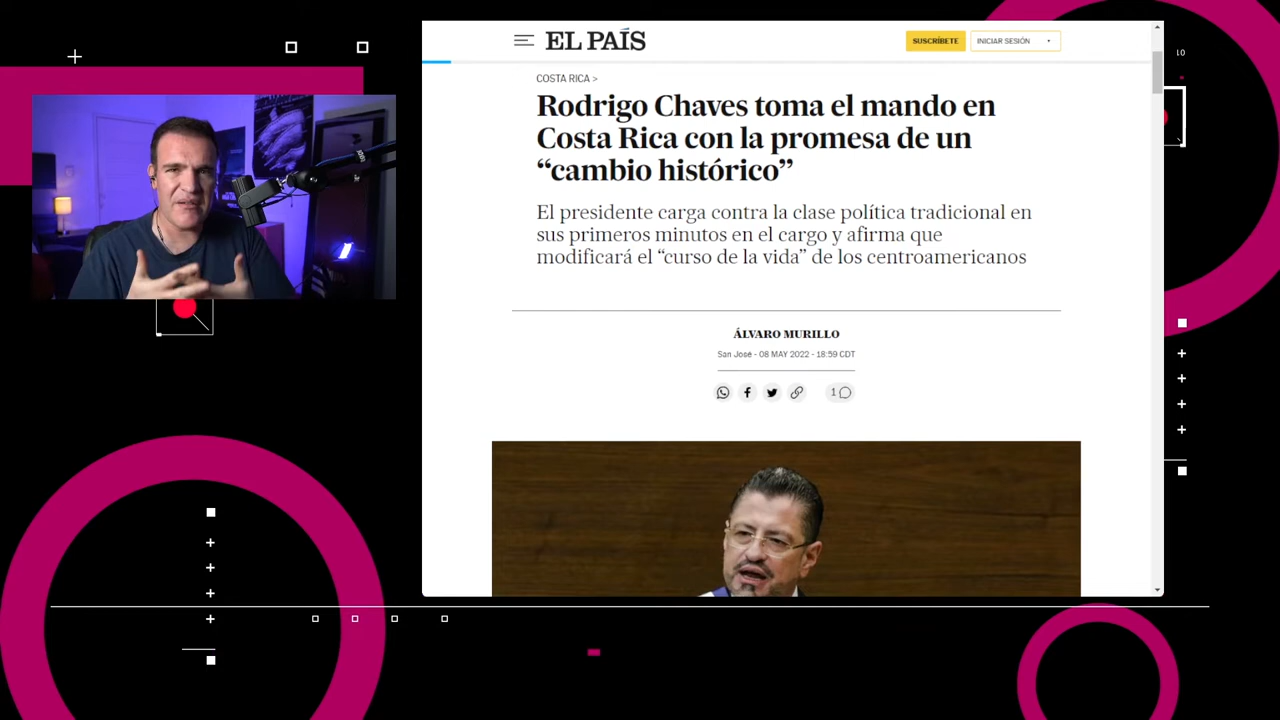 EL PAÍS
SUSCRÍBETE
INICIAR SESIÓN
COSTA RICA >
Rodrigo Chaves toma el mando en
Costa Rica con la promesa de un
“cambio histórico”
El presidente carga contra la clase política tradicional en
sus primeros minutos en el cargo y afirma que
modificará el “curso de la vida” de los centroamericanos
ÁLVARO MURILLO
San José - 08 MAY 2022 - 18:59 CDT
1
10